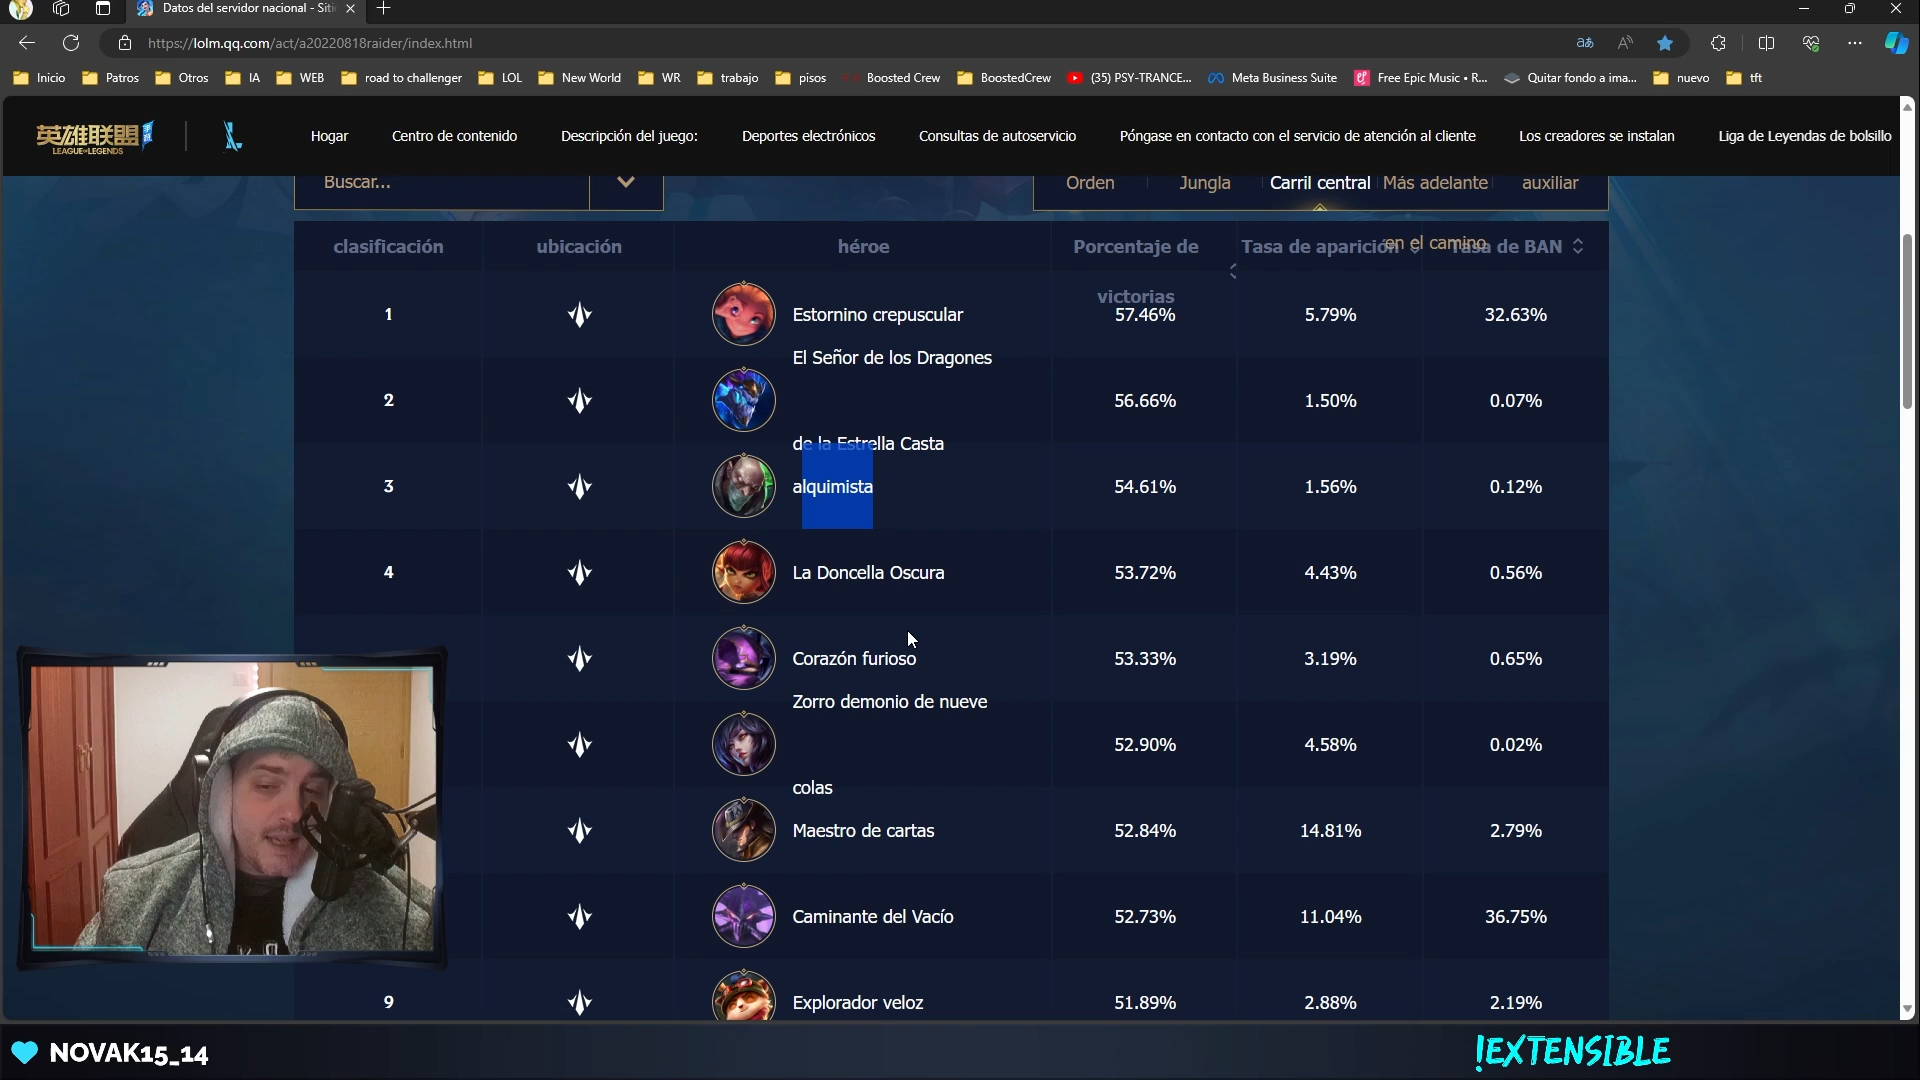 Datos del servidor nacional - Siti
https://lolm.qq.com/act/a20220818raider/index.html
Inicio Patros Otros IA WEB road to challenger LOL New World WR trabajo pisos Boosted Crew BoostedCrew (35) PSY-TRANCE... Meta Business Suite Free Epic Music • R... Quitar fondo a ima... nuevo tft
英雄联盟 手游
LEAGUE OF LEGENDS
Hogar Centro de contenido Descripción del juego: Deportes electrónicos Consultas de autoservicio Póngase en contacto con el servicio de atención al cliente Los creadores se instalan Liga de Leyendas de bolsillo
Buscar... Orden Jungla Carril central Más adelante auxiliar
en el camino
clasificación ubicación héroe Porcentaje de Tasa de aparición Tasa de BAN
victorias
1 Estornino crepuscular 57.46% 5.79% 32.63%
El Señor de los Dragones
2 56.66% 1.50% 0.07%
de la Estrella Casta
3 alquimista 54.61% 1.56% 0.12%
4 La Doncella Oscura 53.72% 4.43% 0.56%
Corazón furioso 53.33% 3.19% 0.65%
Zorro demonio de nueve
52.90% 4.58% 0.02%
colas
Maestro de cartas 52.84% 14.81% 2.79%
Caminante del Vacío 52.73% 11.04% 36.75%
9 Explorador veloz 51.89% 2.88% 2.19%
NOVAK15_14
!EXTENSIBLE